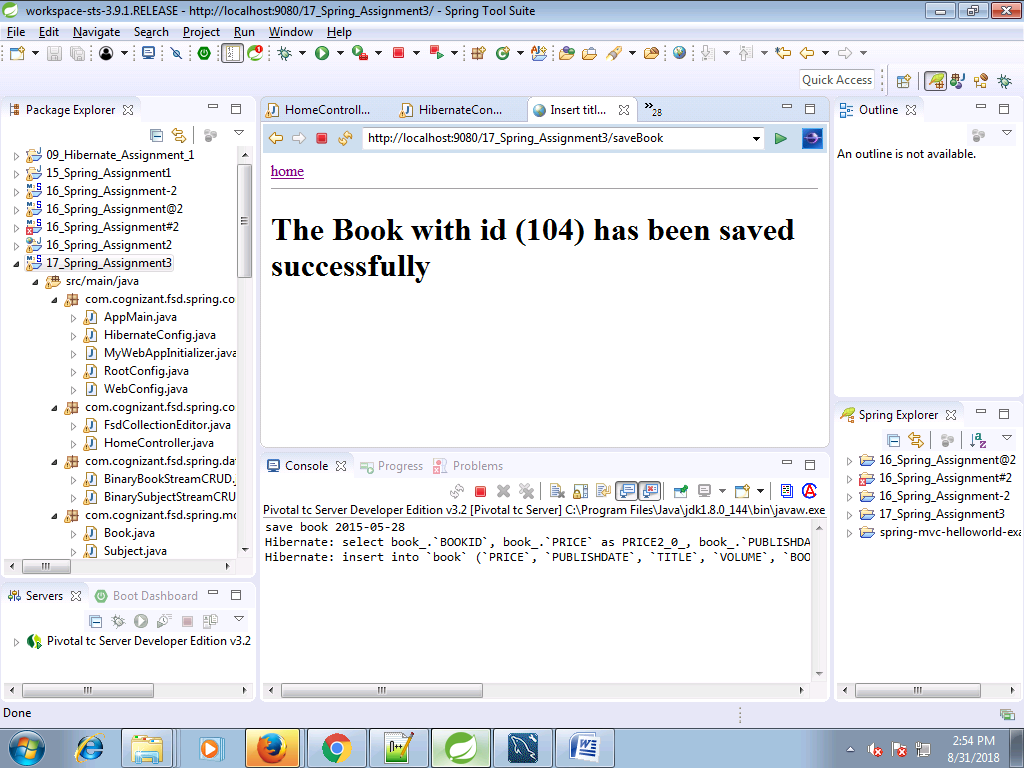 workspace-sts-3.9.1.RELEASE - http://localhost:9080/17_Spring_Assignment3/ - Spring Tool Suite
File Edit Navigate Search Project Run Window Help
Quick Access
Package Explorer
09_Hibernate_Assignment_1
15_Spring_Assignment1
16_Spring_Assignment-2
16_Spring_Assignment@2
16_Spring_Assignment#2
16_Spring_Assignment2
17_Spring_Assignment3
src/main/java
com.cognizant.fsd.spring.co
AppMain.java
HibernateConfig.java
MyWebAppInitializer.java
RootConfig.java
WebConfig.java
com.cognizant.fsd.spring.co
FsdCollectionEditor.java
HomeController.java
com.cognizant.fsd.spring.da
BinaryBookStreamCRUD.
BinarySubjectStreamCRU
com.cognizant.fsd.spring.mo
Book.java
Subject.java
Servers Boot Dashboard
Pivotal tc Server Developer Edition v3.2
HomeControll... HibernateCon... Insert titl... »28
http://localhost:9080/17_Spring_Assignment3/saveBook
home
The Book with id (104) has been saved
successfully
Console Progress Problems
Pivotal tc Server Developer Edition v3.2 [Pivotal tc Server] C:\Program Files\Java\jdk1.8.0_144\bin\javaw.exe
save book 2015-05-28
Hibernate: select book_.`BOOKID`, book_.`PRICE` as PRICE2_0_, book_.`PUBLISHDA
Hibernate: insert into `book` (`PRICE`, `PUBLISHDATE`, `TITLE`, `VOLUME`, `BOO
Outline
An outline is not available.
Spring Explorer
16_Spring_Assignment@2
16_Spring_Assignment#2
16_Spring_Assignment-2
17_Spring_Assignment3
spring-mvc-helloworld-exa
Done
2:54 PM
8/31/2018